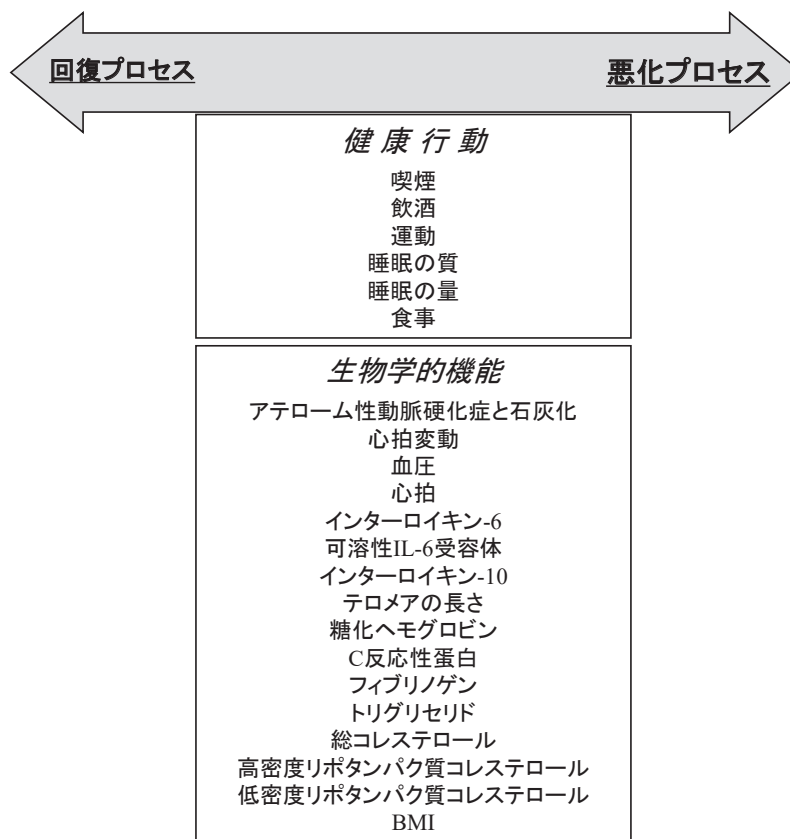 回復プロセス
悪化プロセス
健康行動
喫煙
飲酒
運動
睡眠の質
睡眠の量
食事
生物学的機能
アテローム性動脈硬化症と石灰化
心拍変動
血圧
心拍
インターロイキン-6
可溶性IL-6受容体
インターロイキン-10
テロメアの長さ
糖化ヘモグロビン
C反応性蛋白
フィブリノゲン
トリグリセリド
総コレステロール
高密度リポタンパク質コレステロール
低密度リポタンパク質コレステロール
BMI